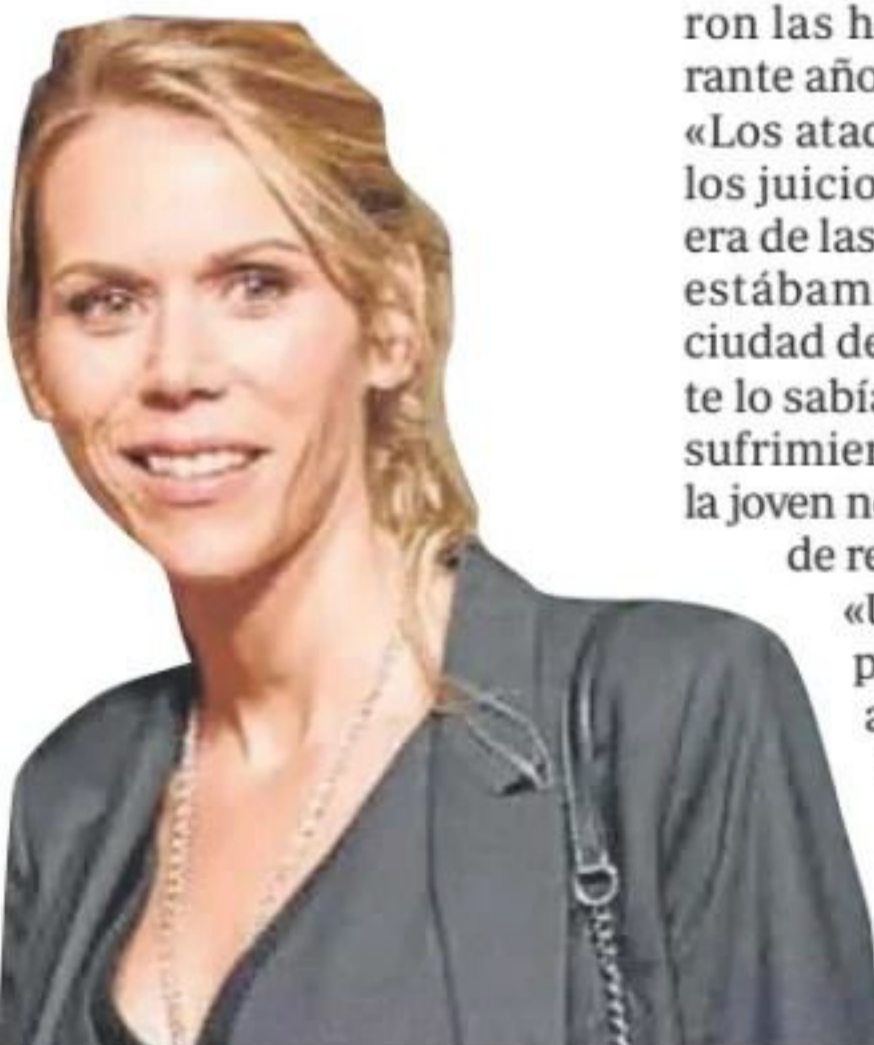 ron las h
rante año
«Los atac
los juicio
era de las
estábam
ciudad de
te lo sabía
sufrimier
la joven n
de re
«U
p
a